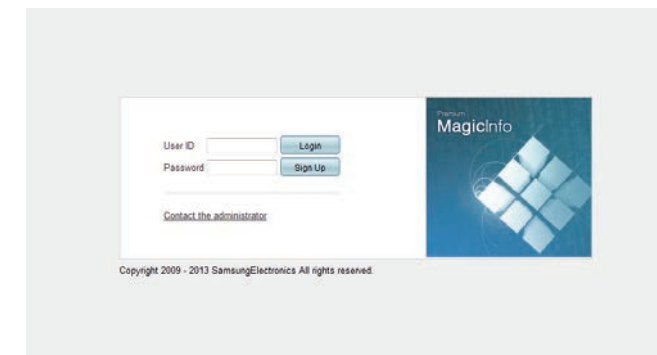 Premium
MagicInfo
User ID
Login
Password
Sign Up
Contact the administrator
Copyright 2009 - 2013 SamsungElectronics All rights reserved.